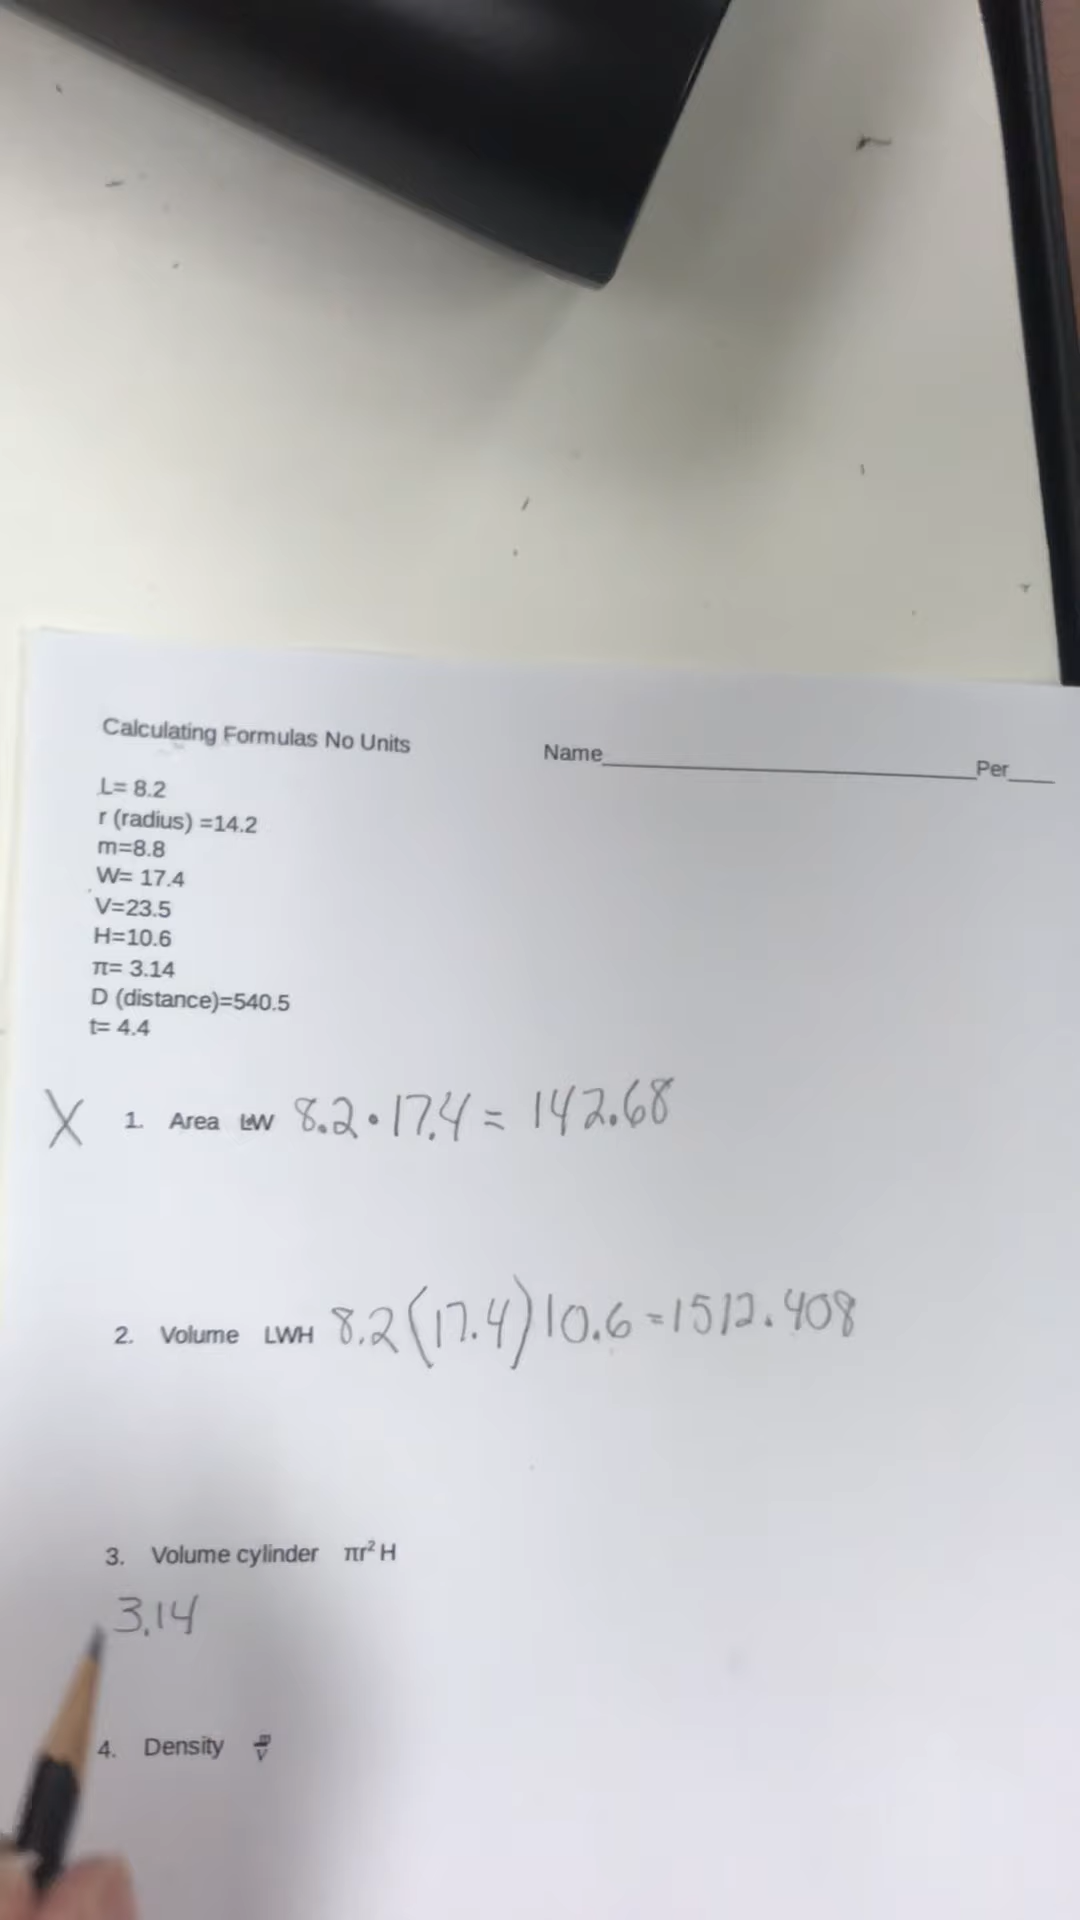 Calculating Formulas No Units
Name____________________Per____
L= 8.2
r (radius) =14.2
m=8.8
W= 17.4
V=23.5
H=10.6
π= 3.14
D (distance)=540.5
t= 4.4
X 1. Area LW 8.2 • 17.4 = 142.68
2. Volume LWH 8.2(17.4)10.6=1512.408
3. Volume cylinder πr² H
3.14
4. Density m/V